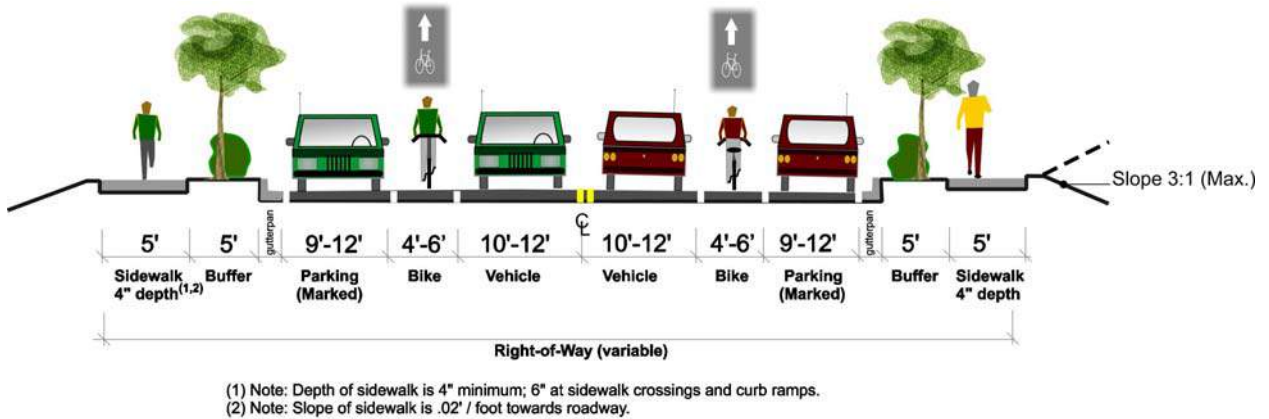 Slope 3:1 (Max.)
℄
5'
5'
gutterpan
9'-12'
4'-6'
10'-12'
10'-12'
4'-6'
9'-12'
gutterpan
5'
5'
Sidewalk
4" depth(1,2)
Buffer
Parking
(Marked)
Bike
Vehicle
Vehicle
Bike
Parking
(Marked)
Buffer
Sidewalk
4" depth
Right-of-Way (variable)
(1) Note: Depth of sidewalk is 4" minimum; 6" at sidewalk crossings and curb ramps.
(2) Note: Slope of sidewalk is .02' / foot towards roadway.